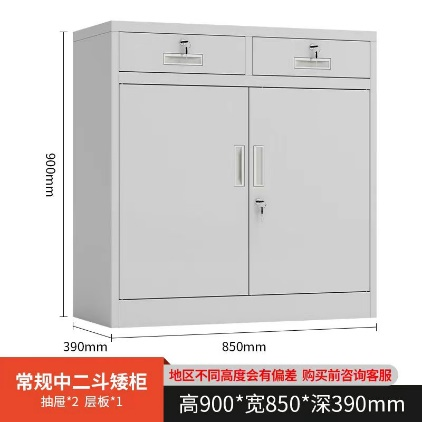 900mm
390mm
850mm
常规中二斗矮柜
抽屉*2 层板*1
地区不同高度会有偏差 购买前咨询客服
高900*宽850*深390mm